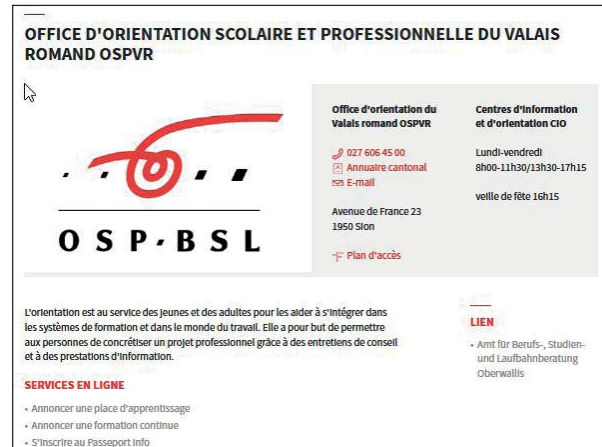 OFFICE D'ORIENTATION SCOLAIRE ET PROFESSIONNELLE DU VALAIS
ROMAND OSPVR
OSP-BSL
Office d'orientation du
Valais romand OSPVR
027 606 45 00
Annuaire cantonal
E-mail
Avenue de France 23
1950 Sion
Plan d'accès
Centres d'information
et d'orientation CIO
Lundi-vendredi
8h00-11h30/13h30-17h15
veille de fête 16h15
L'orientation est au service des jeunes et des adultes pour les aider à s'intégrer dans
les systèmes de formation et dans le monde du travail. Elle a pour but de permettre
aux personnes de concrétiser un projet professionnel grâce à des entretiens de conseil
et à des prestations d'information.
SERVICES EN LIGNE
• Annoncer une place d'apprentissage
• Annoncer une formation continue
• S'inscrire au Passeport Info
LIEN
• Amt für Berufs-, Studien-
und Laufbahnberatung
Oberwallis